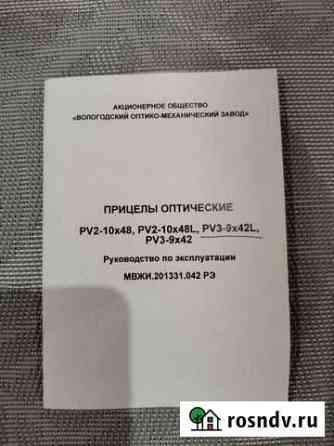 АКЦИОНЕРНОЕ ОБЩЕСТВО
«ВОЛОГОДСКИЙ ОПТИКО-МЕХАНИЧЕСКИЙ ЗАВОД»
ПРИЦЕЛЫ ОПТИЧЕСКИЕ
PV2-10x48, PV2-10x48L, PV3-9x42L,
PV3-9x42
Руководство по эксплуатации
МВЖИ.201331.042 РЭ
rosndv.ru